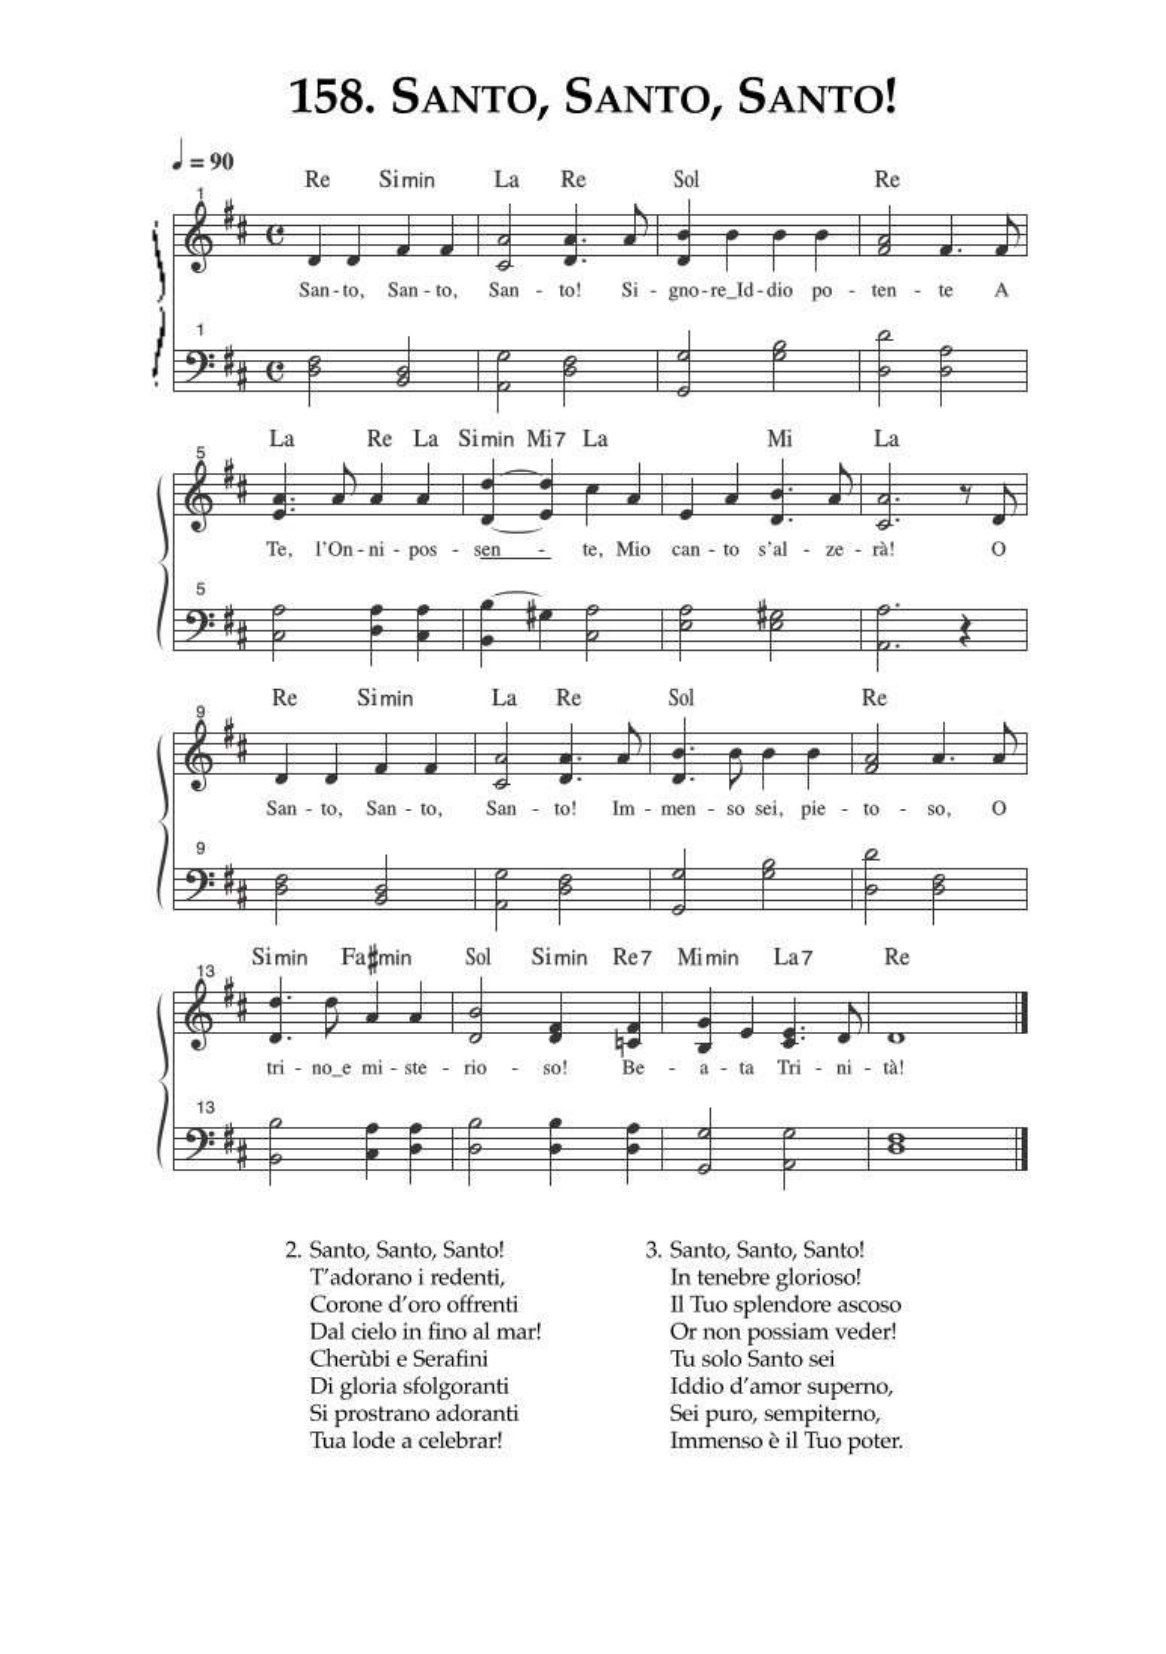 158. SANTO, SANTO, SANTO!
= 90
Re Simin La Re Sol Re
1
San - to, San - to, San - to! Si - gno - re_Id - dio po - ten - te A
1
La Re La Simin Mi7 La Mi La
5
Te, l'On - ni - pos - sen - te, Mio can - to s'al - ze - rà! O
5
Re Simin La Re Sol Re
9
San - to, San - to, San - to! Im - men - so sei, pie - to - so, O
9
Simin Fa♯min Sol Simin Re7 Mimin La7 Re
13
tri - no_e mi - ste - rio - so! Be - a - ta Tri - ni - tà!
13
2. Santo, Santo, Santo!
T'adorano i redenti,
Corone d'oro offrenti
Dal cielo in fino al mar!
Cherùbi e Serafini
Di gloria sfolgoranti
Si prostrano adoranti
Tua lode a celebrar!
3. Santo, Santo, Santo!
In tenebre glorioso!
Il Tuo splendore ascoso
Or non possiam veder!
Tu solo Santo sei
Iddio d'amor superno,
Sei puro, sempiterno,
Immenso è il Tuo poter.